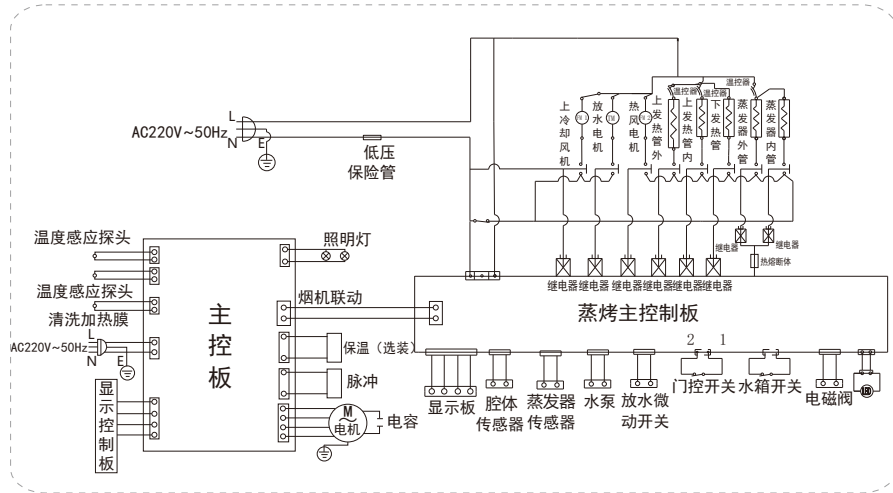 L
AC220V~50Hz
N
E
低压
保险管
上冷却风机
放水电机
热风电机
上发热管外
上发热管内
下发热管
蒸发器外管
蒸发器内管
温控器
温控器
温控器
继电器
继电器
热熔断体
继电器
继电器
继电器
继电器
继电器
继电器
蒸烤主控制板
温度感应探头
温度感应探头
清洗加热膜
L
AC220V~50Hz
N
E
显示控制板
主控板
照明灯
烟机联动
保温（选装）
脉冲
M
~
电机
电容
显示板
腔体
传感器
蒸发器
传感器
水泵
放水微
动开关
2 1
门控开关
水箱开关
电磁阀